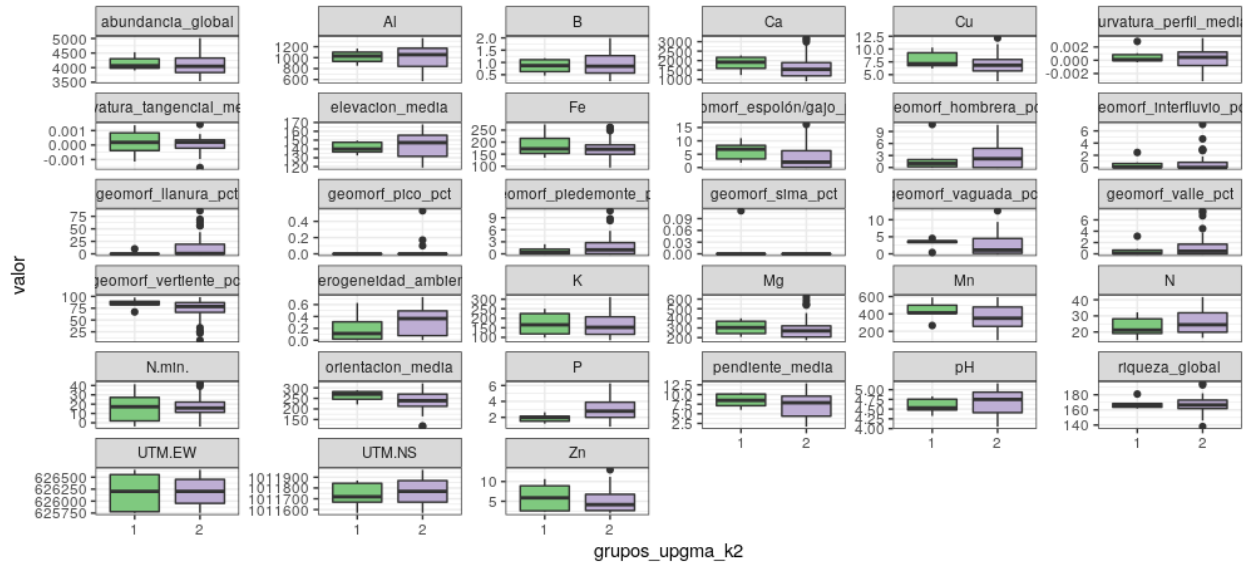 abundancia_global Al B Ca Cu urvatura_perfil_media
5000 4500 4000 3500
1200 1000 800 600
2.0 1.5 1.0 0.5
3000 2500 2000 1500 1000
12.5 10.0 7.5 5.0
0.002 0.000 -0.002
vatura_tangencial_me elevacion_media Fe omorf_espolón/gajo_ eomorf_hombrera_pc eomorf_interfluvio_pc
0.001 0.000 -0.001
170 160 150 140 130 120
250 200 150 100
15 10 5 0
9 6 3 0
6 4 2 0
geomorf_llanura_pct geomorf_pico_pct eomorf_piedemonte_p geomorf_sima_pct geomorf_vaguada_pc geomorf_valle_pct
75 50 25 0
0.4 0.2 0.0
9 6 3 0
0.09 0.06 0.03 0.00
10 5 0
8 6 4 2 0
geomorf_vertiente_pc erogeneidad_ambien K Mg Mn N
100 75 50 25
0.6 0.4 0.2 0.0
300 250 200 150 100
600 500 400 300 200
600 400 200
40 30 20
N.min. orientacion_media P pendiente_media pH riqueza_global
40 30 20 10 0
300 250 200 150
6 4 2
12.5 10.0 7.5 5.0 2.5
5.00 4.75 4.50 4.25 4.00
180 160 140
UTM.EW UTM.NS Zn
626500 626250 626000 625750
1011900 1011800 1011700 1011600
10 5
1 2 1 2 1 2 1 2 1 2 1 2
valor
grupos_upgma_k2